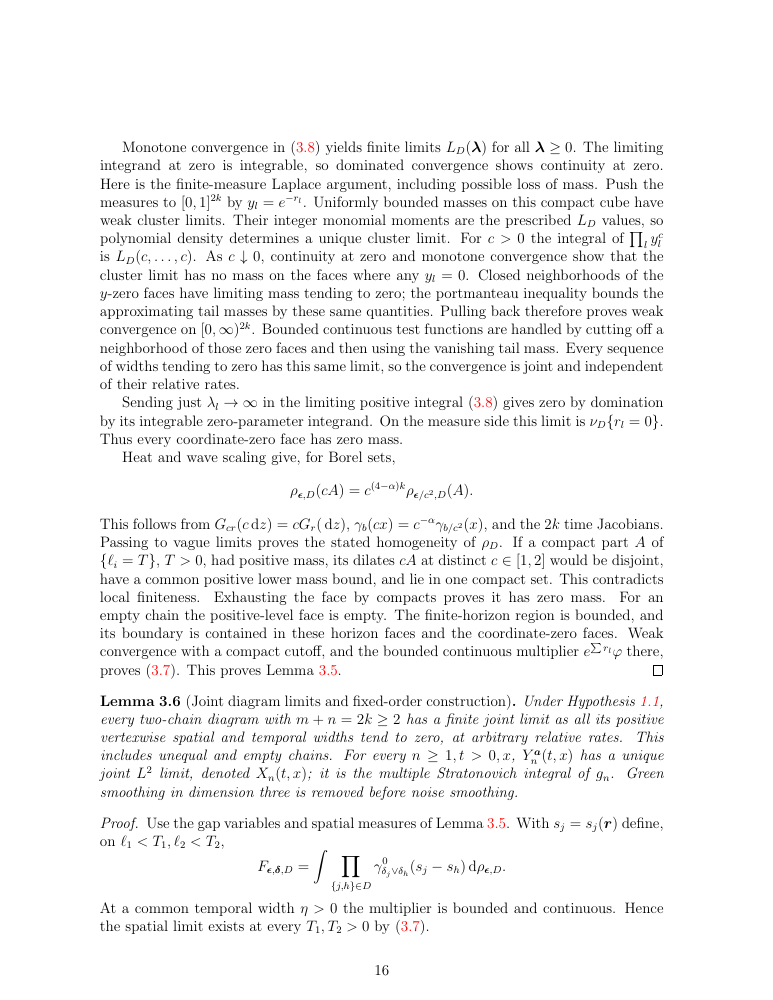 Monotone convergence in (3.8) yields finite limits L_D(λ) for all λ ≥ 0. The limiting
integrand at zero is integrable, so dominated convergence shows continuity at zero.
Here is the finite-measure Laplace argument, including possible loss of mass. Push the
measures to [0, 1]^{2k} by y_l = e^{−r_l}. Uniformly bounded masses on this compact cube have
weak cluster limits. Their integer monomial moments are the prescribed L_D values, so
polynomial density determines a unique cluster limit. For c > 0 the integral of ∏_l y_l^c
is L_D(c, . . . , c). As c ↓ 0, continuity at zero and monotone convergence show that the
cluster limit has no mass on the faces where any y_l = 0. Closed neighborhoods of the
y-zero faces have limiting mass tending to zero; the portmanteau inequality bounds the
approximating tail masses by these same quantities. Pulling back therefore proves weak
convergence on [0, ∞)^{2k}. Bounded continuous test functions are handled by cutting off a
neighborhood of those zero faces and then using the vanishing tail mass. Every sequence
of widths tending to zero has this same limit, so the convergence is joint and independent
of their relative rates.
Sending just λ_l → ∞ in the limiting positive integral (3.8) gives zero by domination
by its integrable zero-parameter integrand. On the measure side this limit is ν_D{r_l = 0}.
Thus every coordinate-zero face has zero mass.
Heat and wave scaling give, for Borel sets,
ρ_{ϵ,D}(cA) = c^{(4−α)k} ρ_{ϵ/c^2,D}(A).
This follows from G_{cr}(c dz) = cG_r( dz), γ_b(cx) = c^{−α}γ_{b/c^2}(x), and the 2k time Jacobians.
Passing to vague limits proves the stated homogeneity of ρ_D. If a compact part A of
{ℓ_i = T}, T > 0, had positive mass, its dilates cA at distinct c ∈ [1, 2] would be disjoint,
have a common positive lower mass bound, and lie in one compact set. This contradicts
local finiteness. Exhausting the face by compacts proves it has zero mass. For an
empty chain the positive-level face is empty. The finite-horizon region is bounded, and
its boundary is contained in these horizon faces and the coordinate-zero faces. Weak
convergence with a compact cutoff, and the bounded continuous multiplier e^{∑ r_l}φ there,
proves (3.7). This proves Lemma 3.5. □
Lemma 3.6 (Joint diagram limits and fixed-order construction). Under Hypothesis 1.1,
every two-chain diagram with m + n = 2k ≥ 2 has a finite joint limit as all its positive
vertexwise spatial and temporal widths tend to zero, at arbitrary relative rates. This
includes unequal and empty chains. For every n ≥ 1, t > 0, x, Y_n^a(t, x) has a unique
joint L^2 limit, denoted X_n(t, x); it is the multiple Stratonovich integral of g_n. Green
smoothing in dimension three is removed before noise smoothing.
Proof. Use the gap variables and spatial measures of Lemma 3.5. With s_j = s_j(r) define,
on ℓ_1 < T_1, ℓ_2 < T_2,
F_{ϵ,δ,D} = ∫ ∏_{{j,h}∈D} γ^0_{δ_j∨δ_h}(s_j − s_h) dρ_{ϵ,D}.
At a common temporal width η > 0 the multiplier is bounded and continuous. Hence
the spatial limit exists at every T_1, T_2 > 0 by (3.7).
16